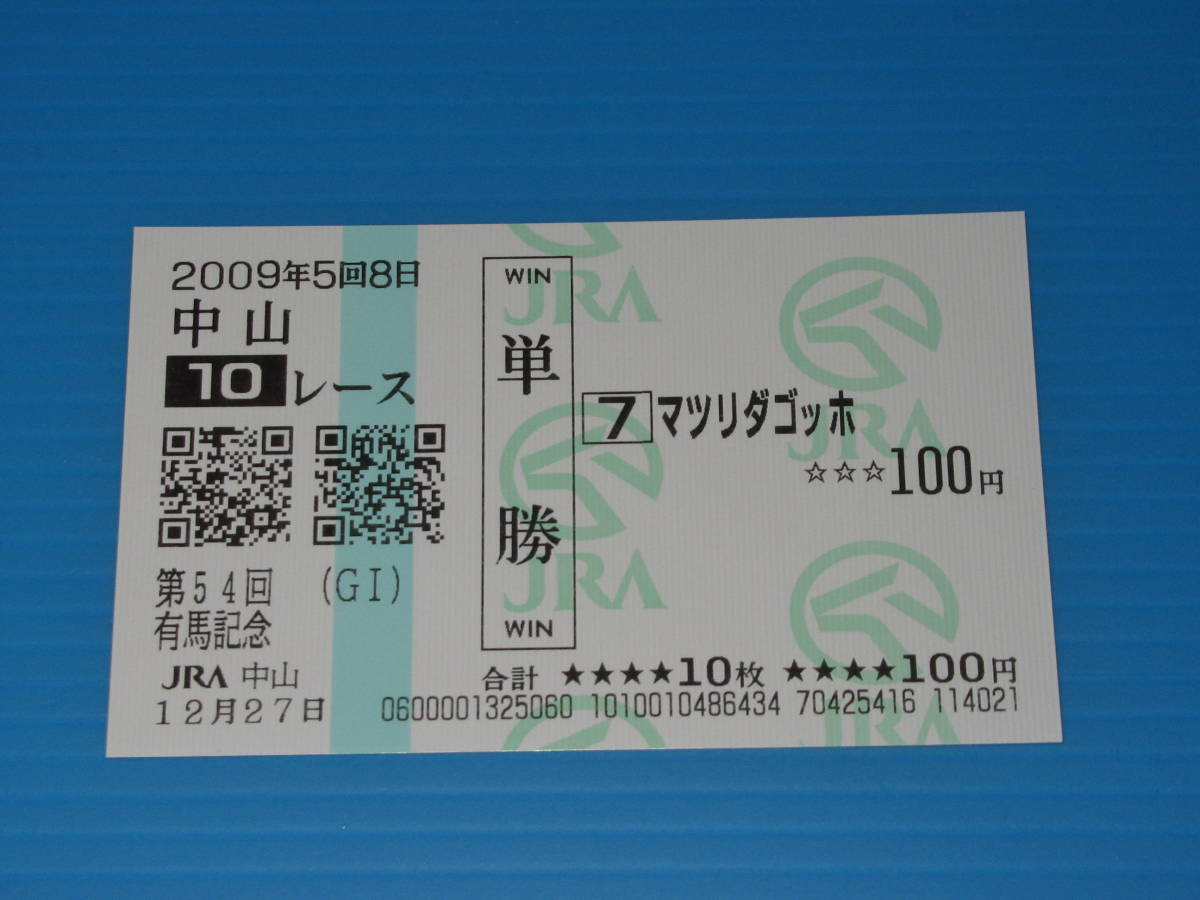 2009年5回8日
中山
10レース
第54回 (GI)
有馬記念
JRA 中山
12月27日
WIN
単勝
WIN
7 マツリダゴッホ
☆☆☆100円
合計 ★★★★10枚 ★★★★100円
0600001325060 1010010486434 70425416 114021
JRA
JRA
JRA
JRA